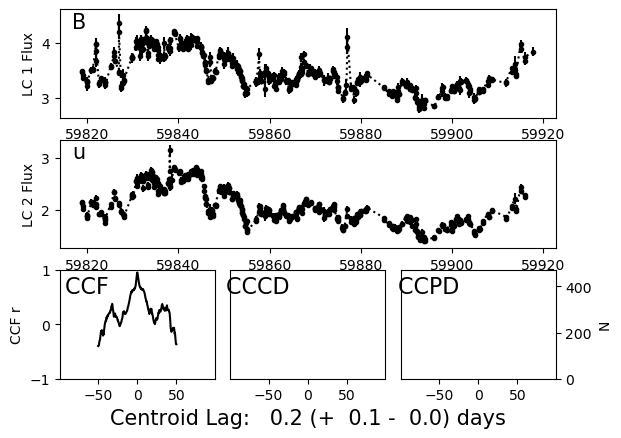 B
LC 1 Flux
4
3
59820 59840 59860 59880 59900 59920
u
LC 2 Flux
3
2
59820 59840 59860 59880 59900 59920
CCF
CCCD
CCPD
CCF r
1
0
−1
400
200
0
N
−50 0 50
−50 0 50
−50 0 50
Centroid Lag: 0.2 (+ 0.1 - 0.0) days